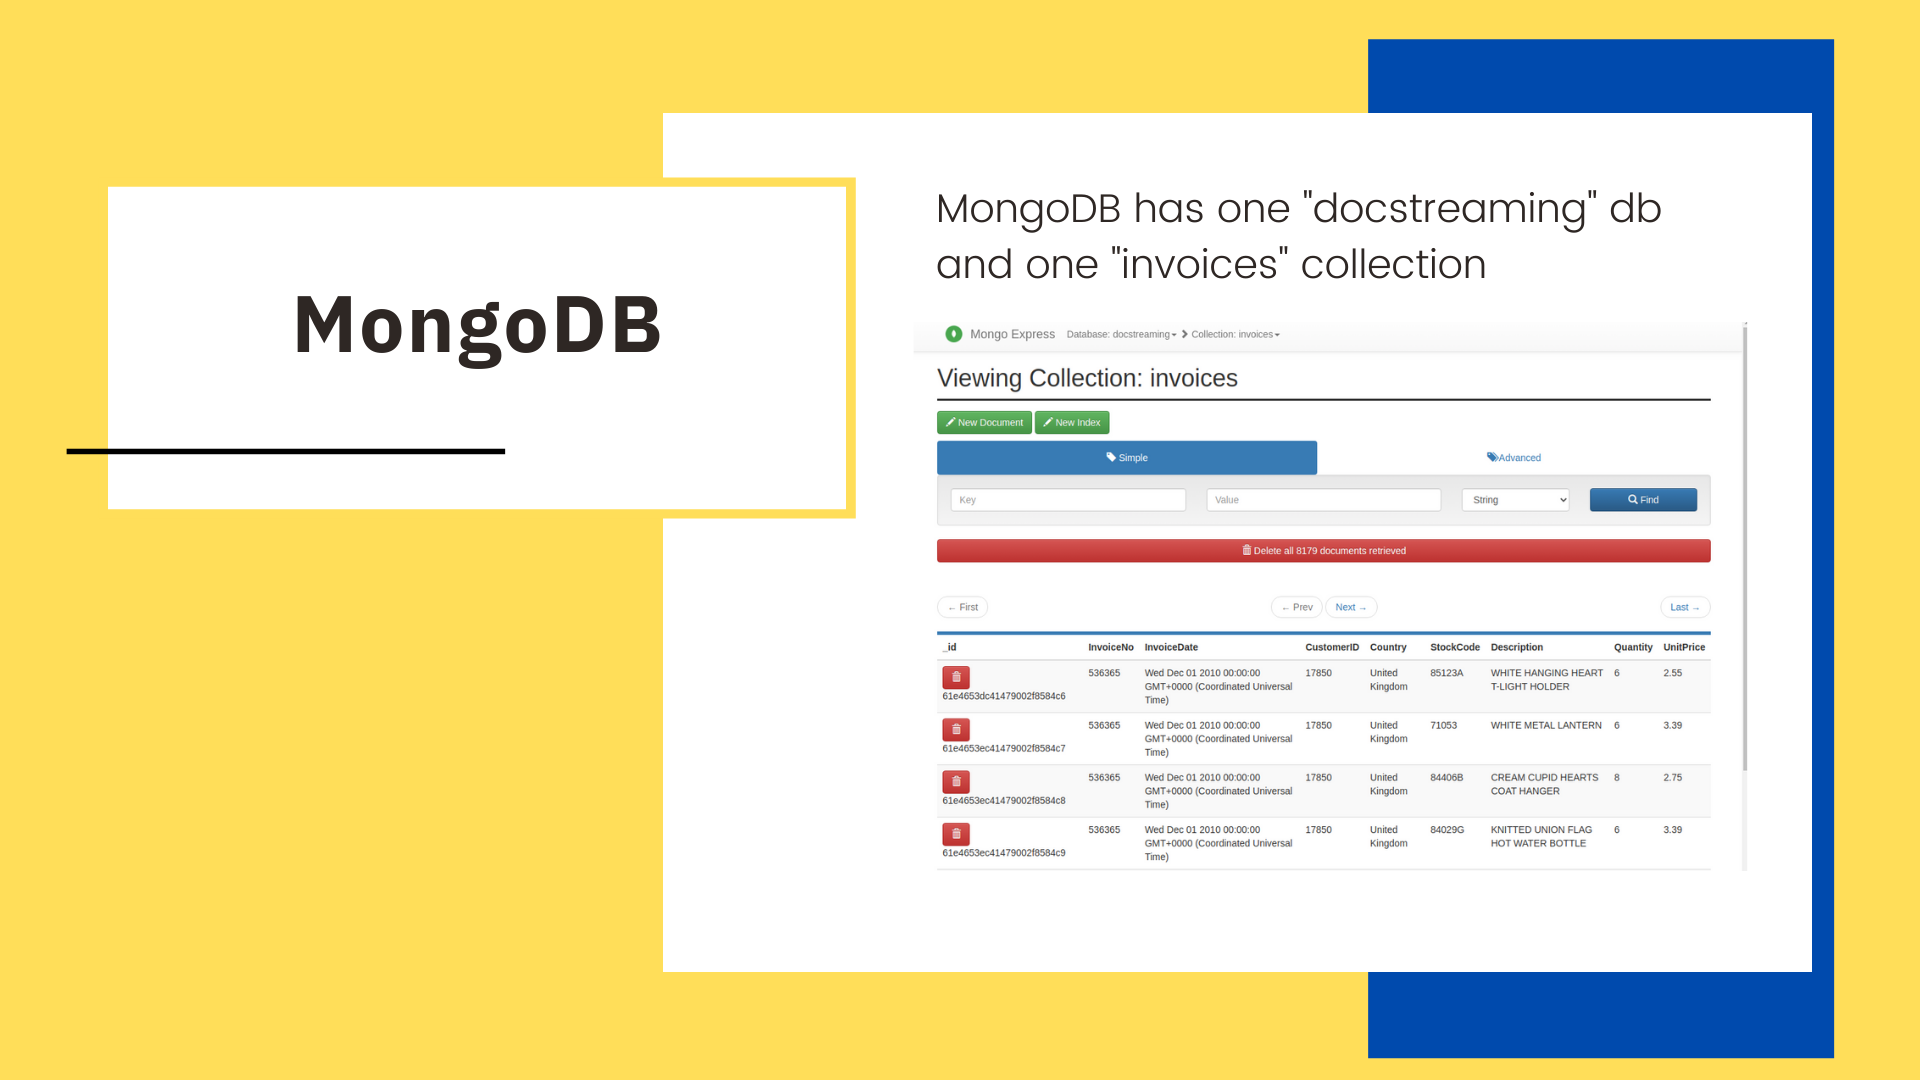 MongoDB
MongoDB has one "docstreaming" db
and one "invoices" collection
Mongo Express Database: docstreaming Collection: invoices
Viewing Collection: invoices
New Document New Index
Simple Advanced
Key Value String Find
Delete all 8179 documents retrieved
← First ← Prev Next → Last →
_id InvoiceNo InvoiceDate CustomerID Country StockCode Description Quantity UnitPrice
536365 Wed Dec 01 2010 00:00:00 17850 United 85123A WHITE HANGING HEART 6 2.55
GMT+0000 (Coordinated Universal Kingdom T-LIGHT HOLDER
61e4653dc41479002f8584c6 Time)
536365 Wed Dec 01 2010 00:00:00 17850 United 71053 WHITE METAL LANTERN 6 3.39
GMT+0000 (Coordinated Universal Kingdom
61e4653ec41479002f8584c7 Time)
536365 Wed Dec 01 2010 00:00:00 17850 United 84406B CREAM CUPID HEARTS 8 2.75
GMT+0000 (Coordinated Universal Kingdom COAT HANGER
61e4653ec41479002f8584c8 Time)
536365 Wed Dec 01 2010 00:00:00 17850 United 84029G KNITTED UNION FLAG 6 3.39
GMT+0000 (Coordinated Universal Kingdom HOT WATER BOTTLE
61e4653ec41479002f8584c9 Time)